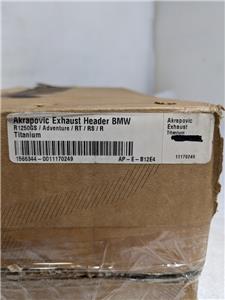 Akrapovic Exhaust Header BMW
R1250GS / Adventure / RT / RS / R
Titanium
1566344-0011170249
AP-E-B12E4
Akrapovic
Exhaust
Titanium
11170249